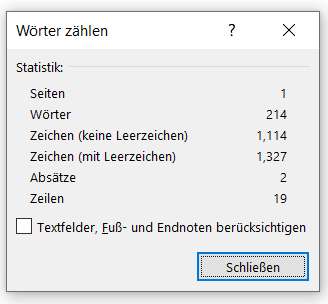 Wörter zählen ?
Statistik:
Seiten 1
Wörter 214
Zeichen (keine Leerzeichen) 1,114
Zeichen (mit Leerzeichen) 1,327
Absätze 2
Zeilen 19
Textfelder, Fuß- und Endnoten berücksichtigen
Schließen